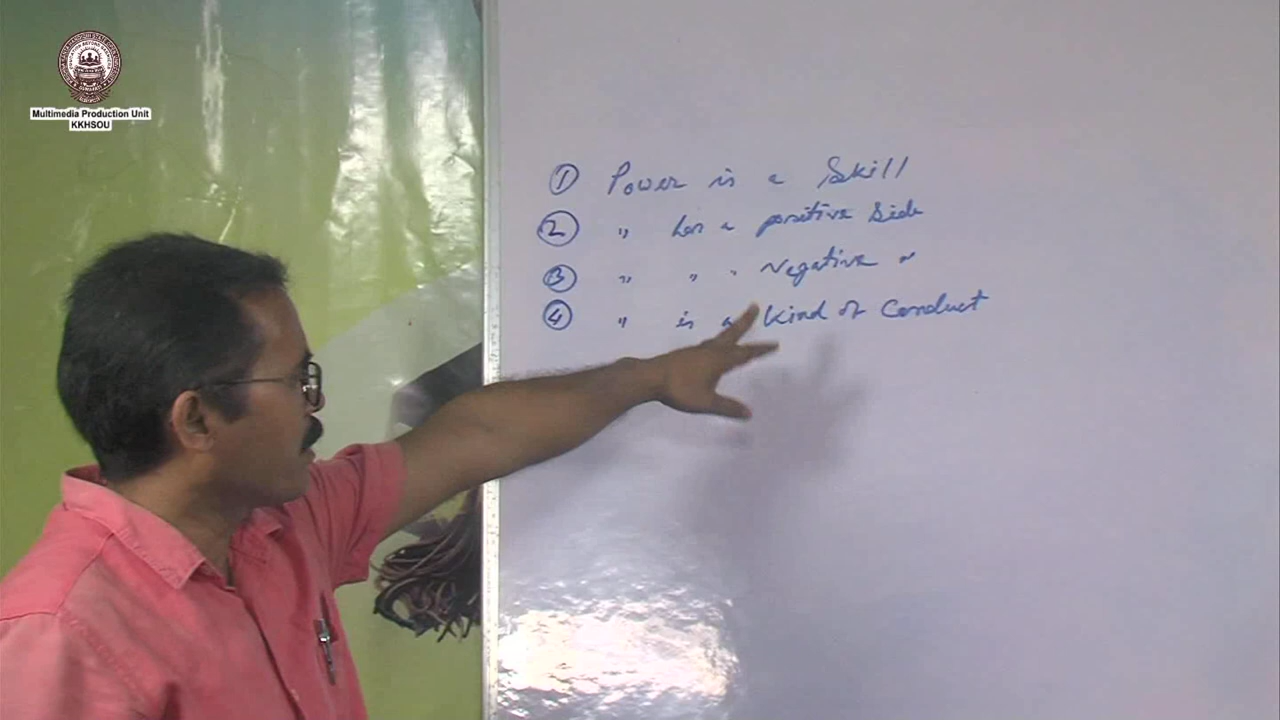 Multimedia Production Unit
KKHSOU
① Power is a Skill
② " has a positive Side
③ " " " Negative "
④ " is a kind of Conduct